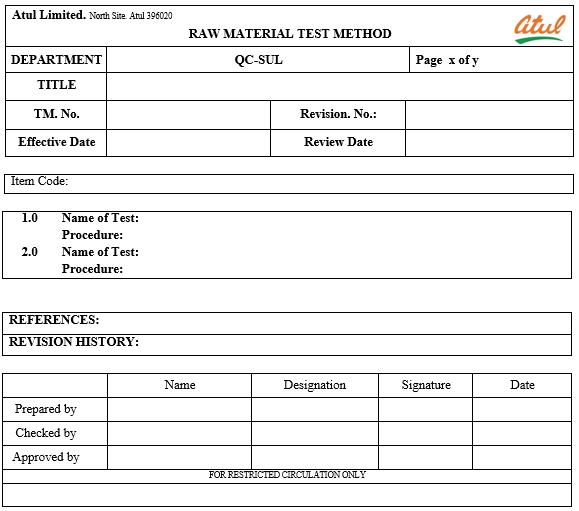 Atul Limited. North Site. Atul 396020
RAW MATERIAL TEST METHOD
atul
DEPARTMENT QC-SUL Page x of y
TITLE
TM. No. Revision. No.:
Effective Date Review Date
Item Code:
1.0 Name of Test:
Procedure:
2.0 Name of Test:
Procedure:
REFERENCES:
REVISION HISTORY:
Name Designation Signature Date
Prepared by
Checked by
Approved by
FOR RESTRICTED CIRCULATION ONLY